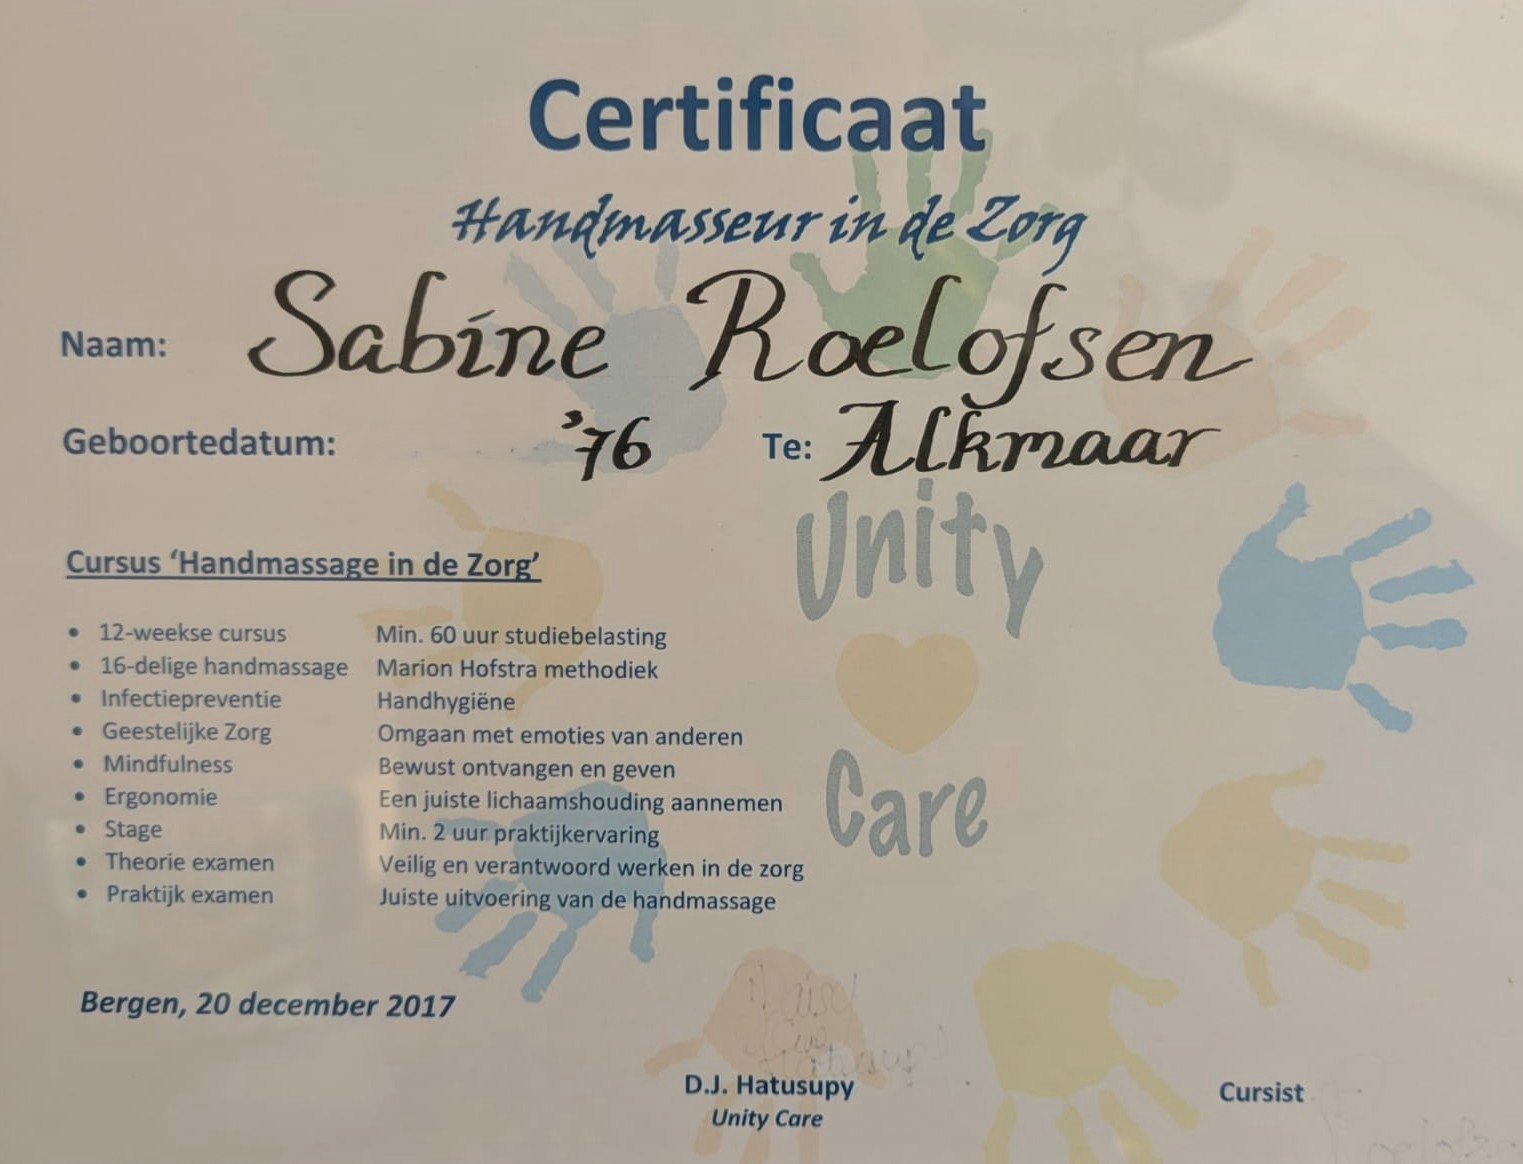 Certificaat
Handmasseur in de Zorg
Naam: Sabine Roelofsen
Geboortedatum: '76 Te: Alkmaar
Unity
Care
Cursus ‘Handmassage in de Zorg’
• 12-weekse cursus Min. 60 uur studiebelasting
• 16-delige handmassage Marion Hofstra methodiek
• Infectiepreventie Handhygiëne
• Geestelijke Zorg Omgaan met emoties van anderen
• Mindfulness Bewust ontvangen en geven
• Ergonomie Een juiste lichaamshouding aannemen
• Stage Min. 2 uur praktijkervaring
• Theorie examen Veilig en verantwoord werken in de zorg
• Praktijk examen Juiste uitvoering van de handmassage
Bergen, 20 december 2017
D.J. Hatusupy
Unity Care
Cursist